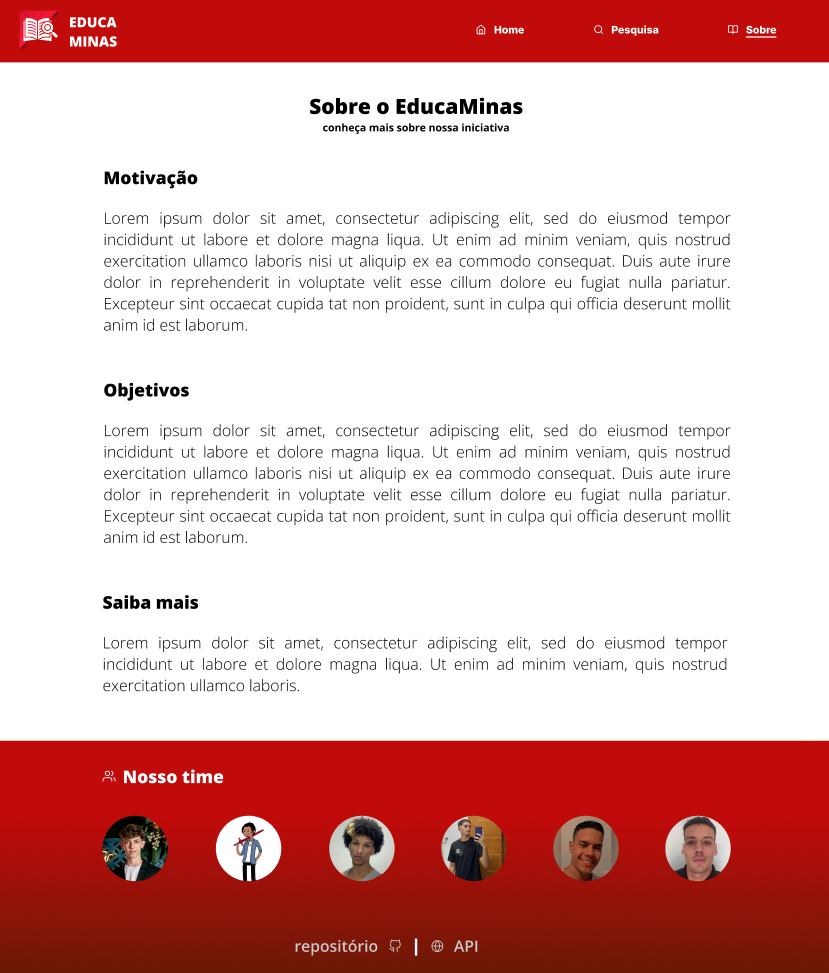 EDUCA
MINAS
Home
Pesquisa
Sobre
Sobre o EducaMinas
conheça mais sobre nossa iniciativa
Motivação
Lorem ipsum dolor sit amet, consectetur adipiscing elit, sed do eiusmod tempor
incididunt ut labore et dolore magna liqua. Ut enim ad minim veniam, quis nostrud
exercitation ullamco laboris nisi ut aliquip ex ea commodo consequat. Duis aute irure
dolor in reprehenderit in voluptate velit esse cillum dolore eu fugiat nulla pariatur.
Excepteur sint occaecat cupida tat non proident, sunt in culpa qui officia deserunt mollit
anim id est laborum.
Objetivos
Lorem ipsum dolor sit amet, consectetur adipiscing elit, sed do eiusmod tempor
incididunt ut labore et dolore magna liqua. Ut enim ad minim veniam, quis nostrud
exercitation ullamco laboris nisi ut aliquip ex ea commodo consequat. Duis aute irure
dolor in reprehenderit in voluptate velit esse cillum dolore eu fugiat nulla pariatur.
Excepteur sint occaecat cupida tat non proident, sunt in culpa qui officia deserunt mollit
anim id est laborum.
Saiba mais
Lorem ipsum dolor sit amet, consectetur adipiscing elit, sed do eiusmod tempor
incididunt ut labore et dolore magna liqua. Ut enim ad minim veniam, quis nostrud
exercitation ullamco laboris.
Nosso time
repositório | API